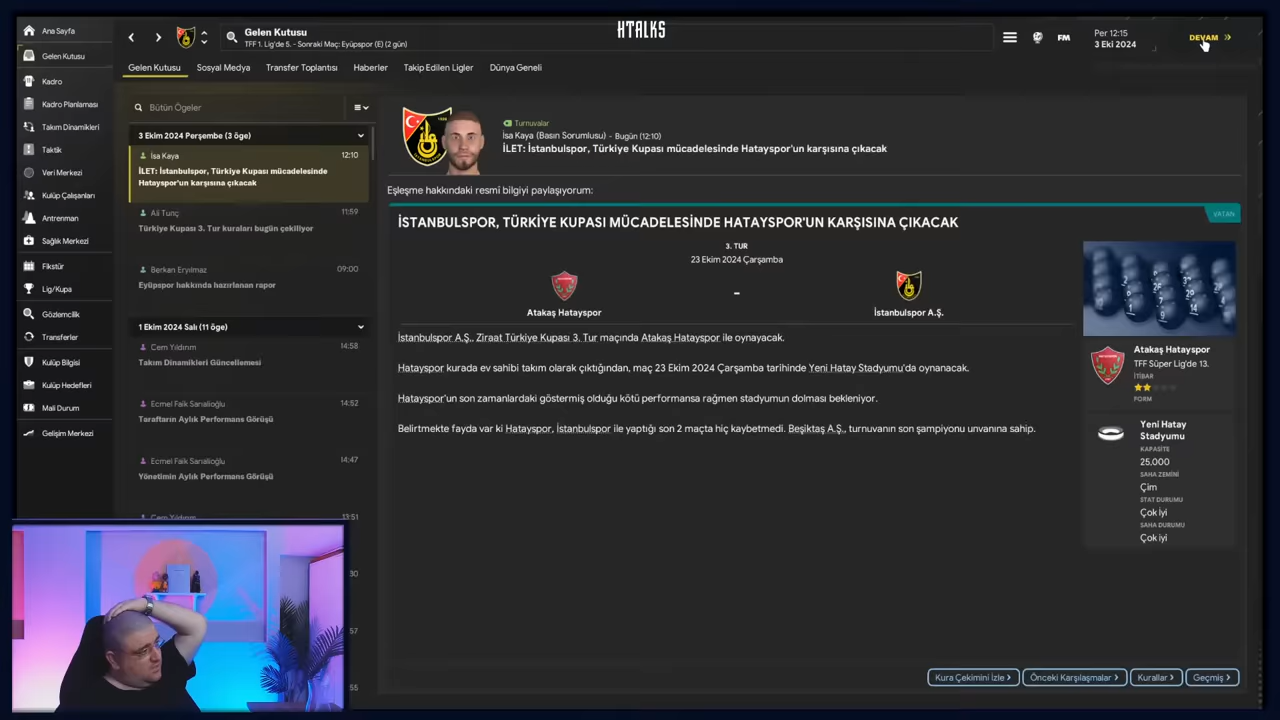 HTALKS
Ana Sayfa
Gelen Kutusu
Kadro
Kadro Planlaması
Takım Dinamikleri
Taktik
Veri Merkezi
Kulüp Çalışanları
Antrenman
Sağlık Merkezi
Fikstür
Lig/Kupa
Gözlemcilik
Transferler
Kulüp Bilgisi
Kulüp Hedefleri
Mali Durum
Gelişim Merkezi
Gelen Kutusu
TFF 1. Lig'de 5. - Sonraki Maç: Eyüpspor (E) (2 gün)
FM
Per 12:15
3 Eki 2024
DEVAM
Gelen Kutusu Sosyal Medya Transfer Toplantısı Haberler Takip Edilen Ligler Dünya Geneli
Bütün Ögeler
3 Ekim 2024 Perşembe (3 öge)
İsa Kaya 12:10
İLET: İstanbulspor, Türkiye Kupası mücadelesinde
Hatayspor'un karşısına çıkacak
Ali Tunç 11:59
Türkiye Kupası 3. Tur kuraları bugün çekiliyor
Berkan Eryılmaz 09:00
Eyüpspor hakkında hazırlanan rapor
1 Ekim 2024 Salı (11 öge)
Cem Yıldırım 14:58
Takım Dinamikleri Güncellemesi
Ecmel Faik Sarıalioğlu 14:52
Taraftarın Aylık Performans Görüşü
Ecmel Faik Sarıalioğlu 14:47
Yönetimin Aylık Performans Görüşü
Cem Yıldırım 13:51
Turnuvalar
İsa Kaya (Basın Sorumlusu) - Bugün (12:10)
İLET: İstanbulspor, Türkiye Kupası mücadelesinde Hatayspor'un karşısına çıkacak
Eşleşme hakkındaki resmî bilgiyi paylaşıyorum:
İSTANBULSPOR, TÜRKİYE KUPASI MÜCADELESİNDE HATAYSPOR'UN KARŞISINA ÇIKACAK
VATAN
3. TUR
23 Ekim 2024 Çarşamba
-
Atakaş Hatayspor İstanbulspor A.Ş.
İstanbulspor A.Ş., Ziraat Türkiye Kupası 3. Tur maçında Atakaş Hatayspor ile oynayacak.
Hatayspor kurada ev sahibi takım olarak çıktığından, maç 23 Ekim 2024 Çarşamba tarihinde Yeni Hatay Stadyumu'da oynanacak.
Hatayspor'un son zamanlardaki göstermiş olduğu kötü performansa rağmen stadyumun dolması bekleniyor.
Belirtmekte fayda var ki Hatayspor, İstanbulspor ile yaptığı son 2 maçta hiç kaybetmedi. Beşiktaş A.Ş., turnuvanın son şampiyonu unvanına sahip.
Atakaş Hatayspor
TFF Süper Lig'de 13.
İTİBAR
FORM
Yeni Hatay
Stadyumu
KAPASİTE
25.000
SAHA ZEMİNİ
Çim
STAT DURUMU
Çok iyi
SAHA DURUMU
Çok iyi
Kura Çekimini İzle Önceki Karşılaşmalar Kurallar Geçmiş